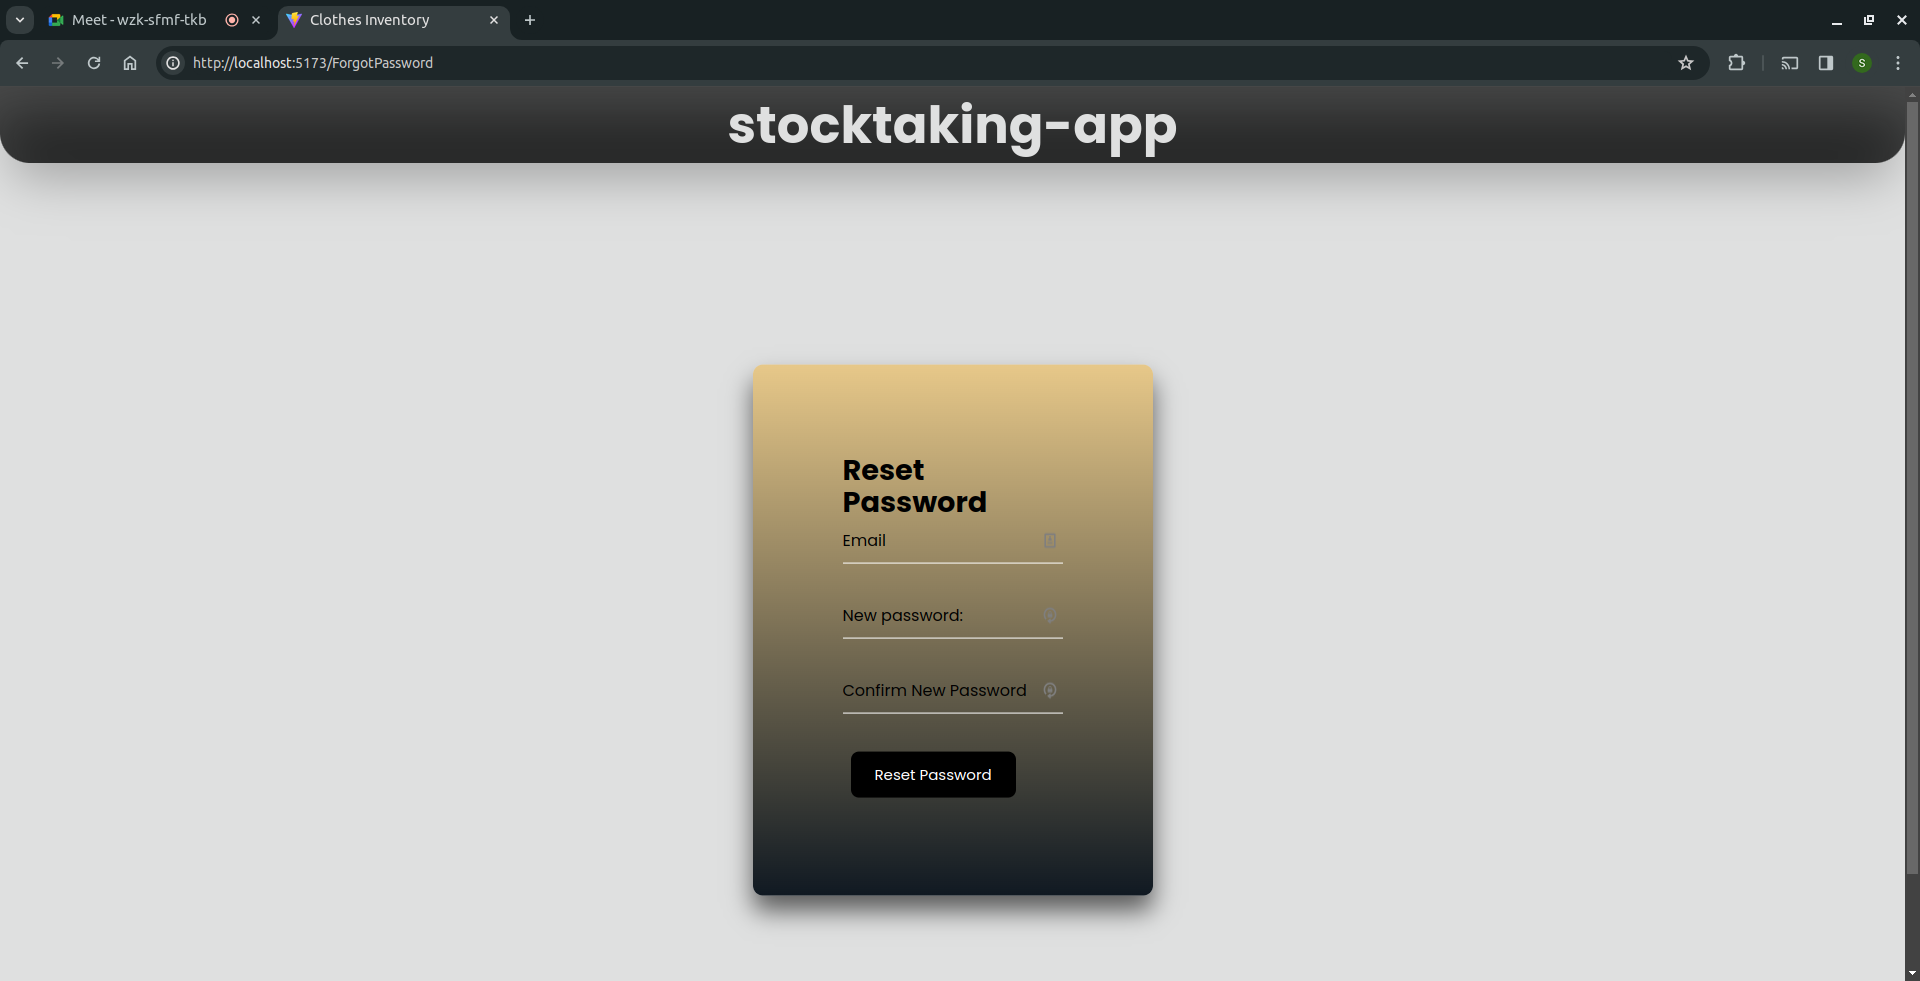 Meet - wzk-sfmf-tkb
Clothes Inventory
http://localhost:5173/ForgotPassword
S
stocktaking-app
Reset
Password
Email
New password:
Confirm New Password
Reset Password